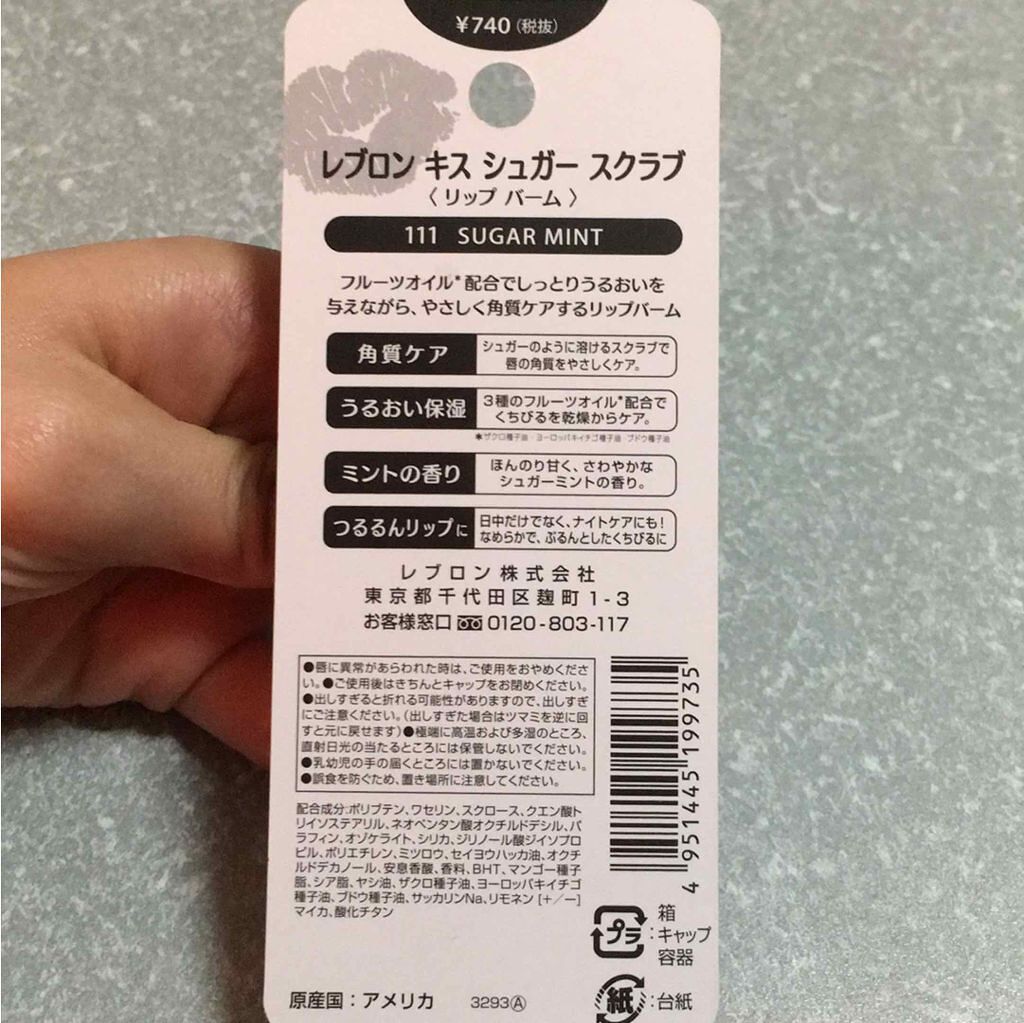 ¥740(税抜)
レブロン キス シュガー スクラブ
〈 リップ バーム 〉
111 SUGAR MINT
フルーツオイル*配合でしっとりうるおいを
与えながら、やさしく角質ケアするリップバーム
角質ケア
シュガーのように溶けるスクラブで
唇の角質をやさしくケア。
うるおい保湿
3種のフルーツオイル*配合で
くちびるを乾燥からケア。
*ザクロ種子油・ヨーロッパキイチゴ種子油 ブドウ種子油
ミントの香り
ほんのり甘く、さわやかな
シュガーミントの香り。
つるるんリップに
日中だけでなく、ナイトケアにも!
なめらかで、ぷるんとしたくちびるに
レブロン株式会社
東京都千代田区麹町1-3
お客様窓口 0120-803-117
●唇に異常があらわれた時は、ご使用をおやめくださ
い。●ご使用後はきちんとキャップをお閉めください。
●出しすぎると折れる可能性がありますので、出しすぎ
にご注意ください。(出しすぎた場合はツマミを逆に回
すと元に戻せます)●極端に高温および多湿のところ、
直射日光の当たるところには保管しないでください。
●乳幼児の手の届くところには置かないでください。
●誤食を防ぐため、置き場所に注意してください。
配合成分:ポリブテン、ワセリン、スクロース、クエン酸ト
リイソステアリル、ネオペンタン酸オクチルドデシル、パ
ラフィン、オゾケライト、シリカ、ジリノール酸ジイソプロ
ピル、ポリエチレン、ミツロウ、セイヨウハッカ油、オクチ
ルドデカノール、安息香酸、香料、BHT、マンゴー種子
脂、シア脂、ヤシ油、ザクロ種子油、ヨーロッパキイチゴ
種子油、ブドウ種子油、サッカリンNa、リモネン [+/-]
マイカ、酸化チタン
4 951445 199735
プラ
:
箱
キャップ
容器
紙
:台紙
原産国:アメリカ
3293Ⓐ